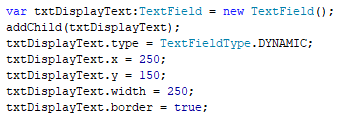 var txtDisplayText:TextField = new TextField();
addChild(txtDisplayText);
txtDisplayText.type = TextFieldType.DYNAMIC;
txtDisplayText.x = 250;
txtDisplayText.y = 150;
txtDisplayText.width = 250;
txtDisplayText.border = true;